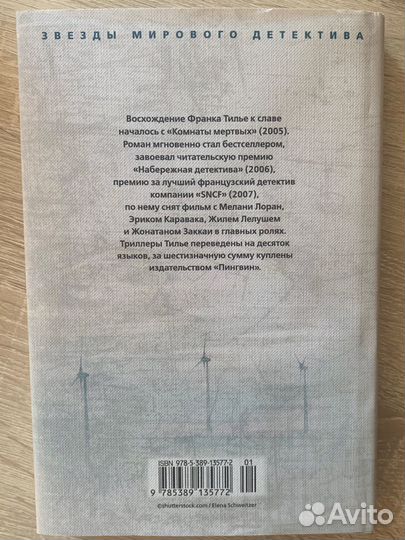 ЗВЕЗДЫ МИРОВОГО ДЕТЕКТИВА
Восхождение Франка Тилье к славе
началось с «Комнаты мертвых» (2005).
Роман мгновенно стал бестселлером,
завоевал читательскую премию
«Набережная детектива» (2006),
премию за лучший французский детектив
компании «SNCF» (2007),
по нему снят фильм с Мелани Лоран,
Эриком Каравака, Жилем Лелушем
и Жонатаном Заккаи в главных ролях.
Триллеры Тилье переведены на десяток
языков, за шестизначную сумму куплены
издательством «Пингвин».
ISBN 978-5-389-13577-2
01
9 785389 135772
©shutterstock.com / Elena Schweitzer
Avito